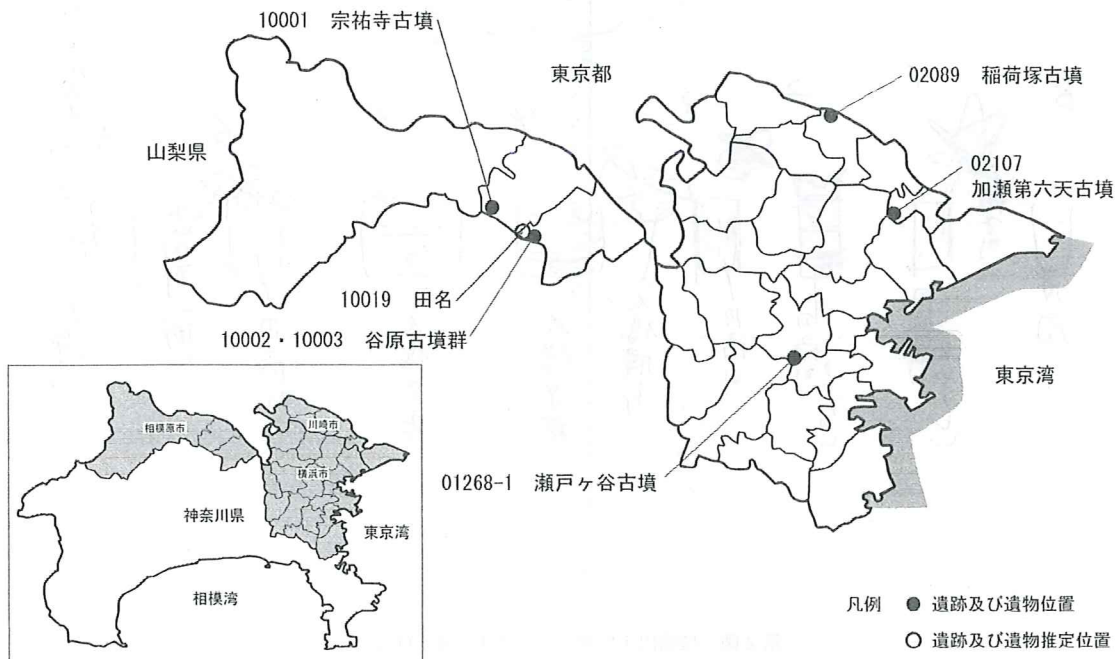 10001 宗祐寺古墳
東京都
02089 稲荷塚古墳
山梨県
02107
加瀬第六天古墳
10019 田名
10002・10003 谷原古墳群
東京湾
01268-1 瀬戸ヶ谷古墳
相模原市
川崎市
横浜市
神奈川県
東京湾
相模湾
凡例 ● 遺跡及び遺物位置
○ 遺跡及び遺物推定位置